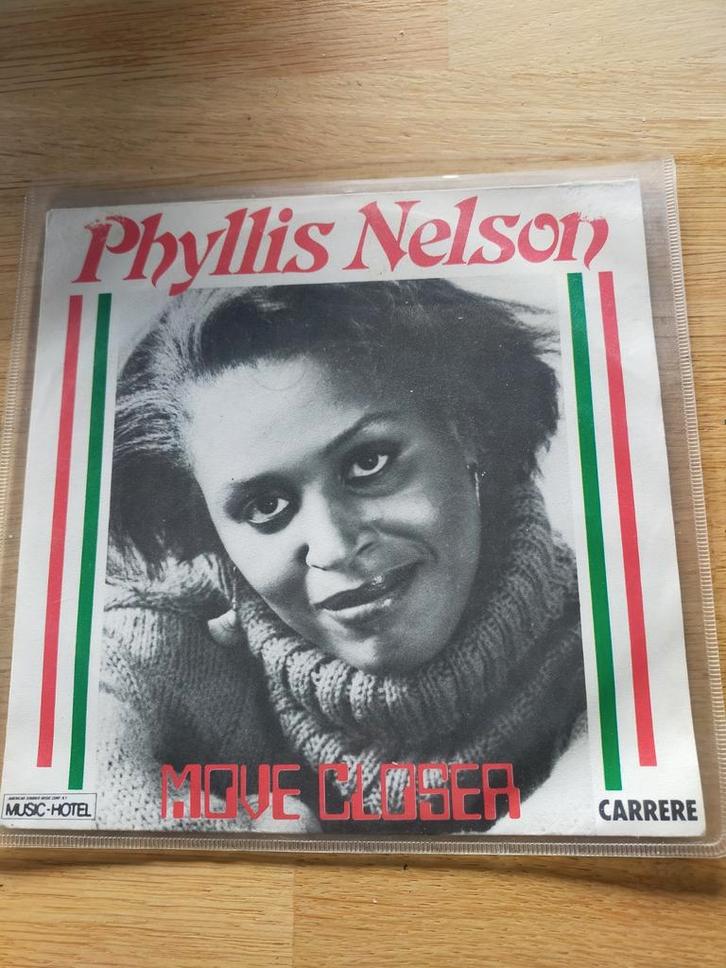 Phyllis Nelson
MOVE CLOSER
MUSIC-HOTEL
CARRERE